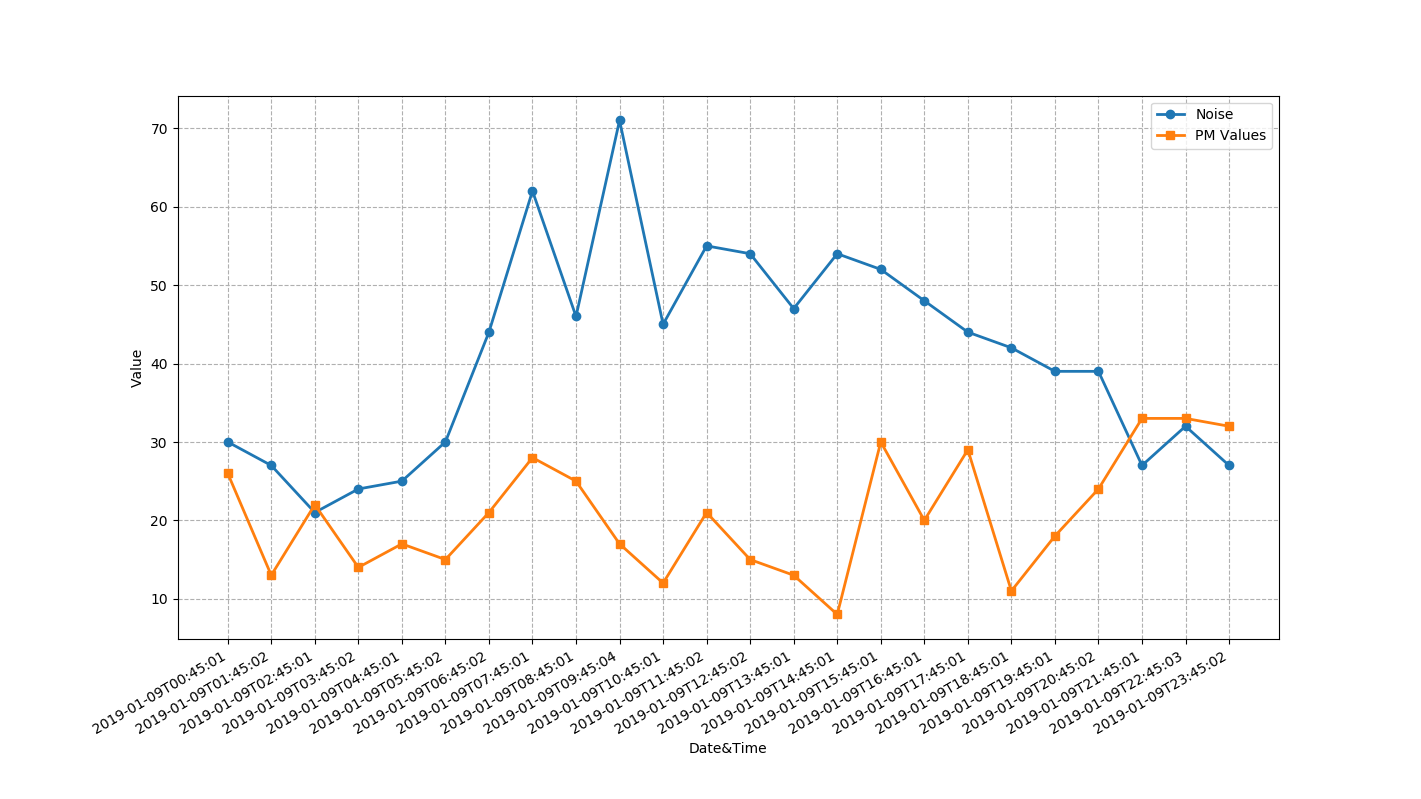 Noise
PM Values
70
60
50
40
30
20
10
Value
2019-01-09T00:45:01
2019-01-09T01:45:02
2019-01-09T02:45:01
2019-01-09T03:45:02
2019-01-09T04:45:01
2019-01-09T05:45:02
2019-01-09T06:45:02
2019-01-09T07:45:01
2019-01-09T08:45:01
2019-01-09T09:45:04
2019-01-09T10:45:01
2019-01-09T11:45:02
2019-01-09T12:45:02
2019-01-09T13:45:01
2019-01-09T14:45:01
2019-01-09T15:45:01
2019-01-09T16:45:01
2019-01-09T17:45:01
2019-01-09T18:45:01
2019-01-09T19:45:01
2019-01-09T20:45:02
2019-01-09T21:45:01
2019-01-09T22:45:03
2019-01-09T23:45:02
Date&Time